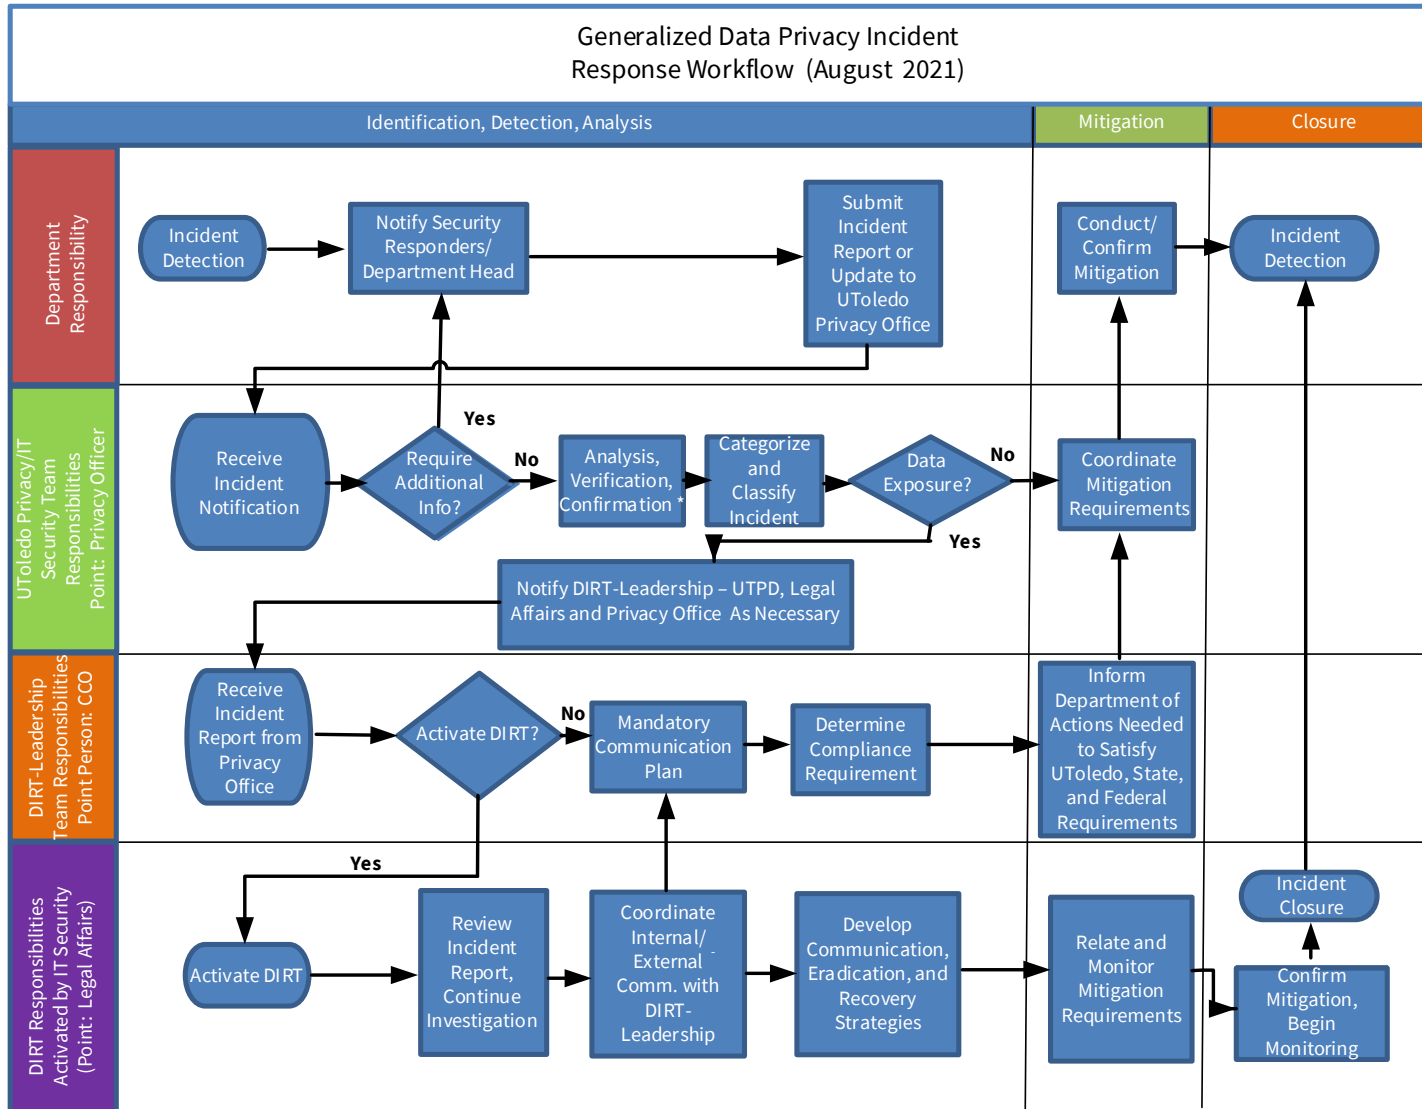 Generalized Data Privacy Incident
Response Workflow (August 2021)
Identification, Detection, Analysis
Mitigation
Closure
Department
Responsibility
Incident
Detection
Notify Security
Responders/
Department Head
Submit
Incident
Report or
Update to
UToledo
Privacy Office
Conduct/
Confirm
Mitigation
Incident
Detection
UToledo Privacy/IT
Security Team
Responsibilities
Point: Privacy Officer
Receive
Incident
Notification
Yes
Require
Additional
Info?
No
Analysis,
Verification,
Confirmation *
Categorize
and
Classify
Incident
Data
Exposure?
No
Yes
Coordinate
Mitigation
Requirements
Notify DIRT-Leadership – UTPD, Legal
Affairs and Privacy Office As Necessary
DIRT-Leadership
Team Responsibilities
Point Person: CCO
Receive
Incident
Report from
Privacy
Office
Activate DIRT?
No
Yes
Mandatory
Communication
Plan
Determine
Compliance
Requirement
Inform
Department of
Actions Needed
to Satisfy
UToledo, State,
and Federal
Requirements
DIRT Responsibilities
Activated by IT Security
(Point: Legal Affairs)
Activate DIRT
Review
Incident
Report,
Continue
Investigation
Coordinate
Internal/
External
Comm. with
DIRT-
Leadership
Develop
Communication,
Eradication, and
Recovery
Strategies
Relate and
Monitor
Mitigation
Requirements
Incident
Closure
Confirm
Mitigation,
Begin
Monitoring